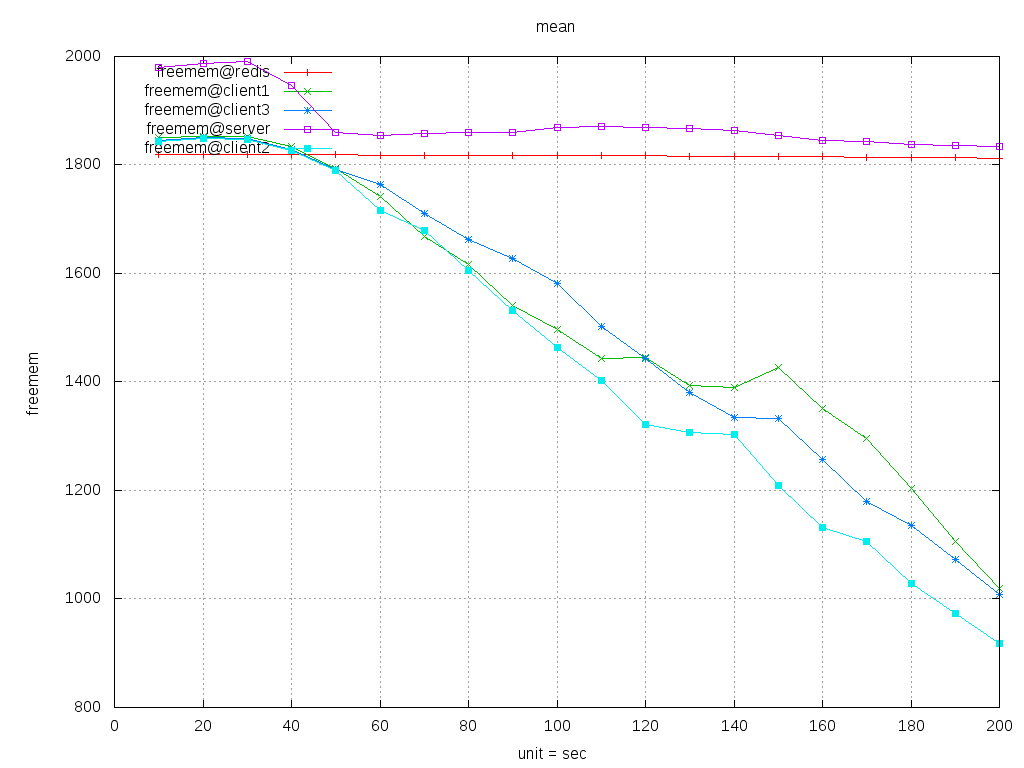 mean
2000
1800
1600
1400
1200
1000
800
freemem
freemem@redis
freemem@client1
freemem@client3
freemem@server
freemem@client2
0 20 40 60 80 100 120 140 160 180 200
unit = sec